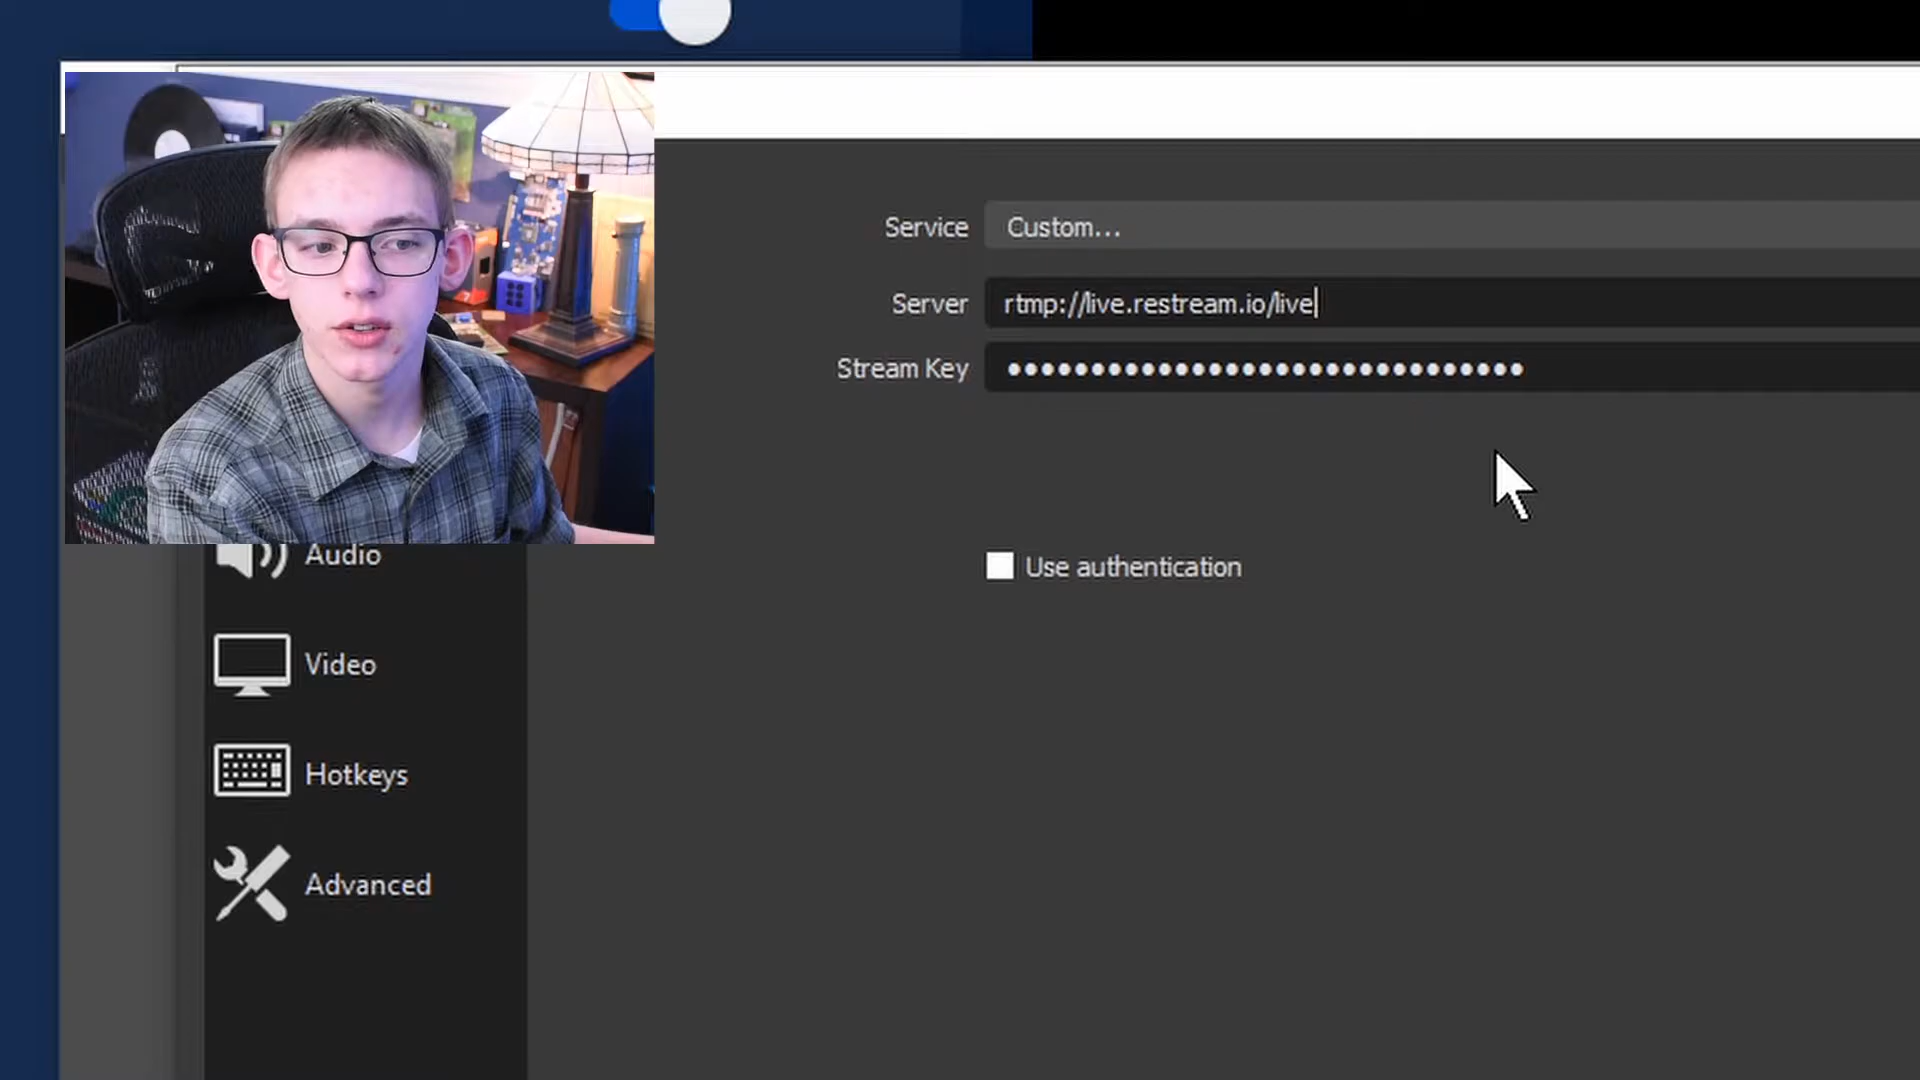 Service Custom...
Server rtmp://live.restream.io/live
Stream Key ●●●●●●●●●●●●●●●●●●●●●●●●●●●●●●●
Use authentication
Audio
Video
Hotkeys
Advanced